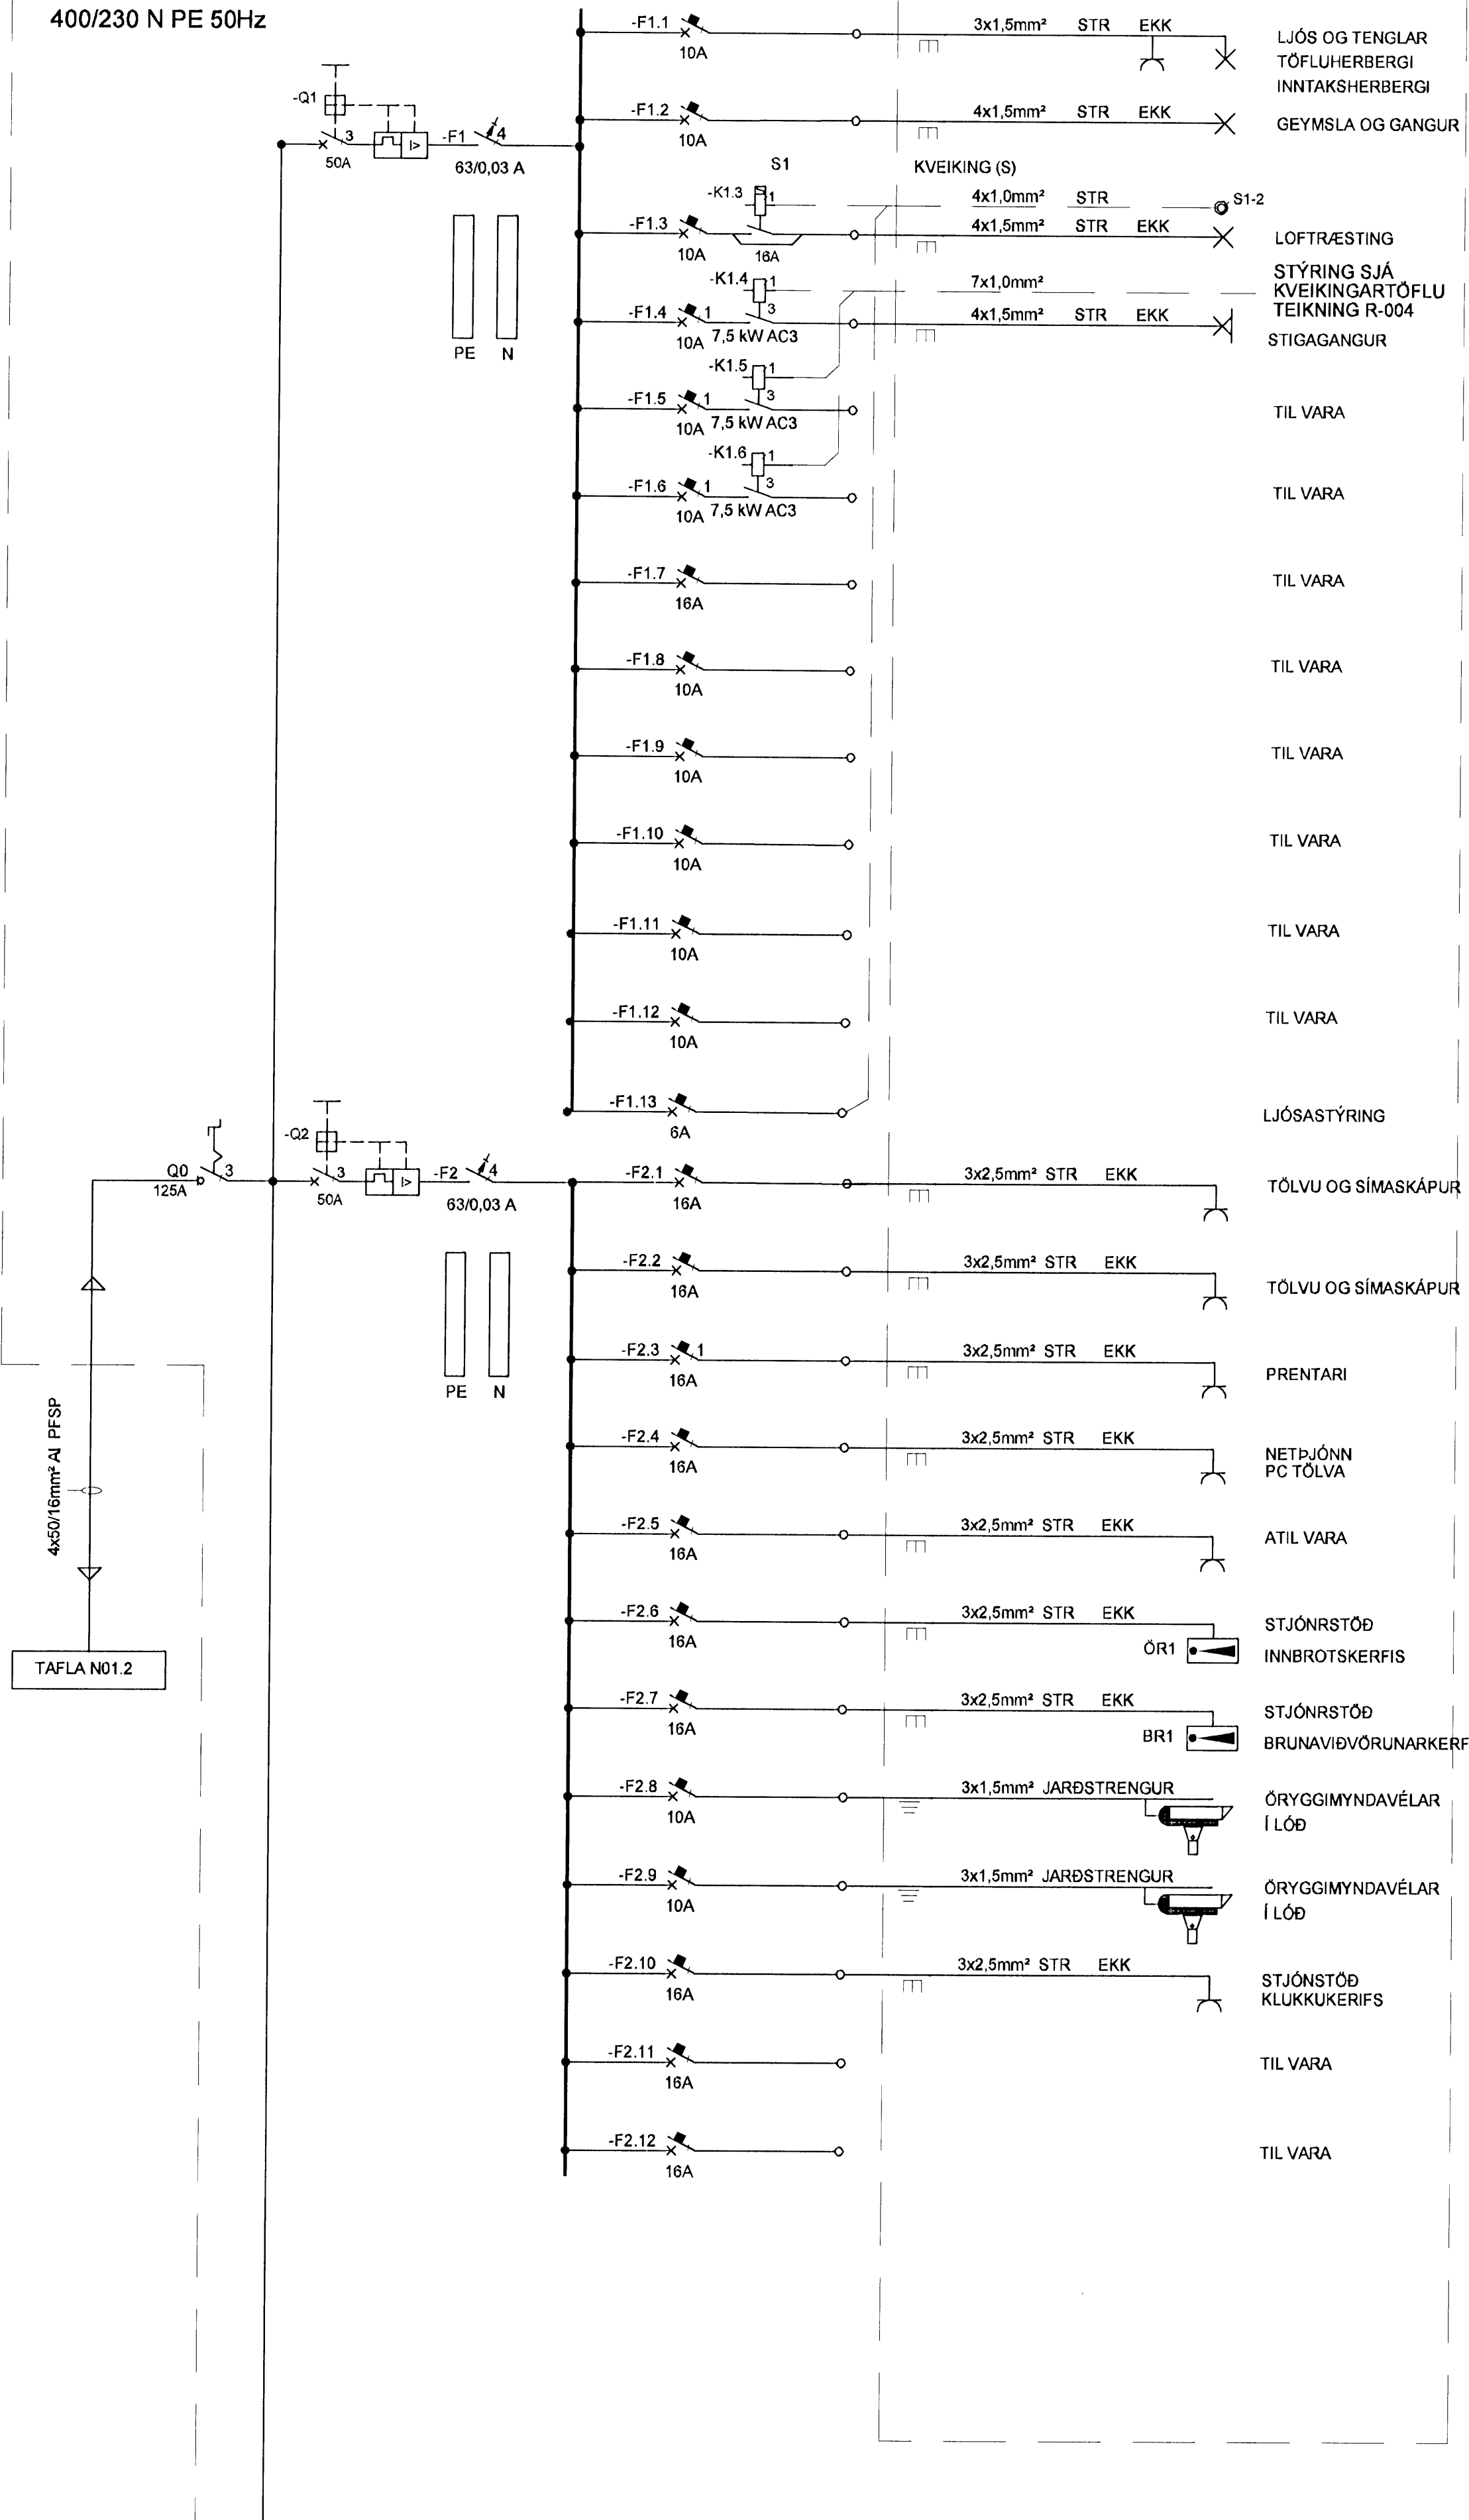 400/230 N PE 50Hz
-Q1
3
50A
I>
-F1
4
63/0,03 A
PE
N
-F1.1
10A
3x1,5mm² STR EKK
LJÓS OG TENGLAR
TÖFLUHERBERGI
INNTAKSHERBERGI
-F1.2
10A
4x1,5mm² STR EKK
GEYMSLA OG GANGUR
S1
KVEIKING (S)
-K1.3
1
4x1,0mm² STR
S1-2
-F1.3
10A
16A
4x1,5mm² STR EKK
LOFTRÆSTING
-K1.4
1
7x1,0mm²
STÝRING SJÁ
KVEIKINGARTÖFLU
TEIKNING R-004
-F1.4
1
3
10A
7,5 kW AC3
4x1,5mm² STR EKK
STIGAGANGUR
-K1.5
1
-F1.5
1
3
10A
7,5 kW AC3
TIL VARA
-K1.6
1
-F1.6
1
3
10A
7,5 kW AC3
TIL VARA
-F1.7
16A
TIL VARA
-F1.8
10A
TIL VARA
-F1.9
10A
TIL VARA
-F1.10
10A
TIL VARA
-F1.11
10A
TIL VARA
-F1.12
10A
TIL VARA
-F1.13
6A
LJÓSASTÝRING
Q0
125A
3
-Q2
3
50A
I>
-F2
4
63/0,03 A
PE
N
4x50/16mm² Al PFSP
TAFLA N01.2
-F2.1
16A
3x2,5mm² STR EKK
TÖLVU OG SÍMASKÁPUR
-F2.2
16A
3x2,5mm² STR EKK
TÖLVU OG SÍMASKÁPUR
-F2.3
1
16A
3x2,5mm² STR EKK
PRENTARI
-F2.4
16A
3x2,5mm² STR EKK
NETÞJÓNN
PC TÖLVA
-F2.5
16A
3x2,5mm² STR EKK
ATIL VARA
-F2.6
16A
3x2,5mm² STR EKK
ÖR1
STJÓNRSTÖÐ
INNBROTSKERFIS
-F2.7
16A
3x2,5mm² STR EKK
BR1
STJÓNRSTÖÐ
BRUNAVIÐVÖRUNARKERF
-F2.8
10A
3x1,5mm² JARÐSTRENGUR
ÖRYGGIMYNDAVÉLAR
Í LÓÐ
-F2.9
10A
3x1,5mm² JARÐSTRENGUR
ÖRYGGIMYNDAVÉLAR
Í LÓÐ
-F2.10
16A
3x2,5mm² STR EKK
STJÓNSTÖÐ
KLUKKUKERIFS
-F2.11
16A
TIL VARA
-F2.12
16A
TIL VARA